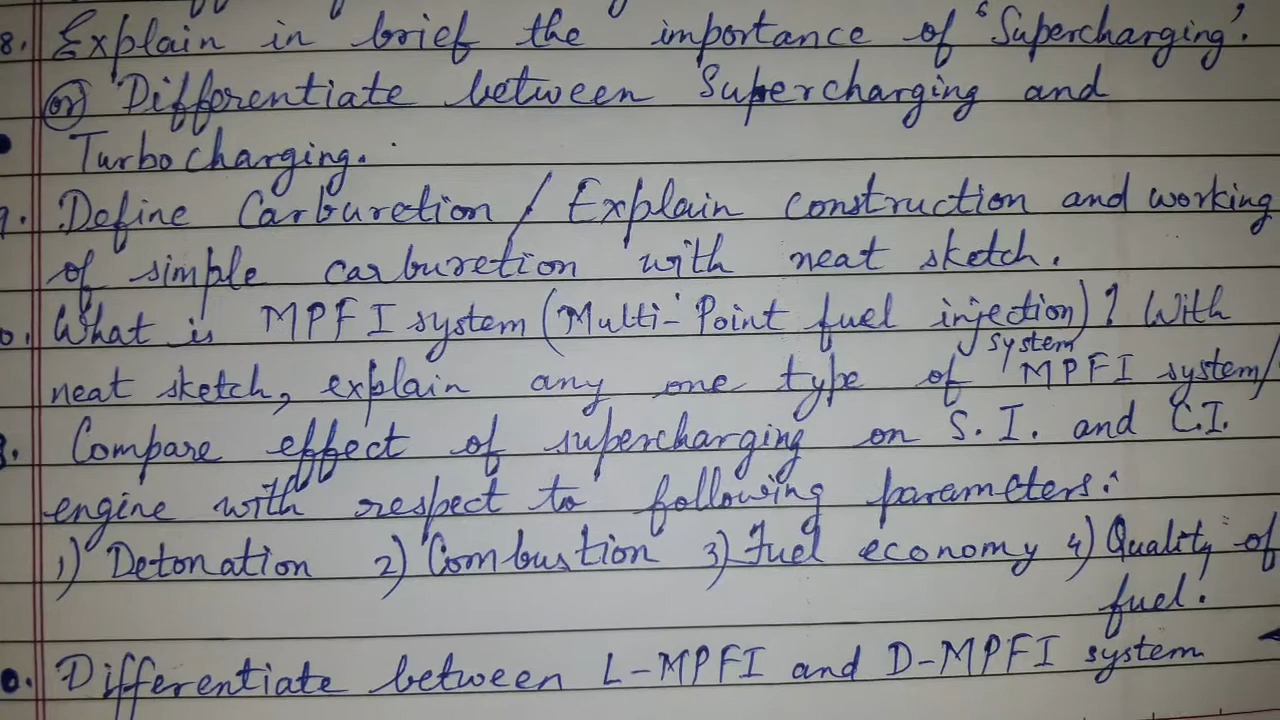 8. Explain in brief the importance of 'Supercharging'.
(or) Differentiate between Supercharging and
Turbocharging.
9. Define Carburetion / Explain construction and working
of simple carburetion with neat sketch.
What is MPFI system (Multi-Point fuel injection)? With
system
neat sketch, explain any one type of MPFI system/
Compare effect of supercharging on S.I. and C.I.
engine with respect to following parameters:
1) Detonation 2) Combustion 3) Fuel economy 4) Quality of
fuel.
Differentiate between L-MPFI and D-MPFI system